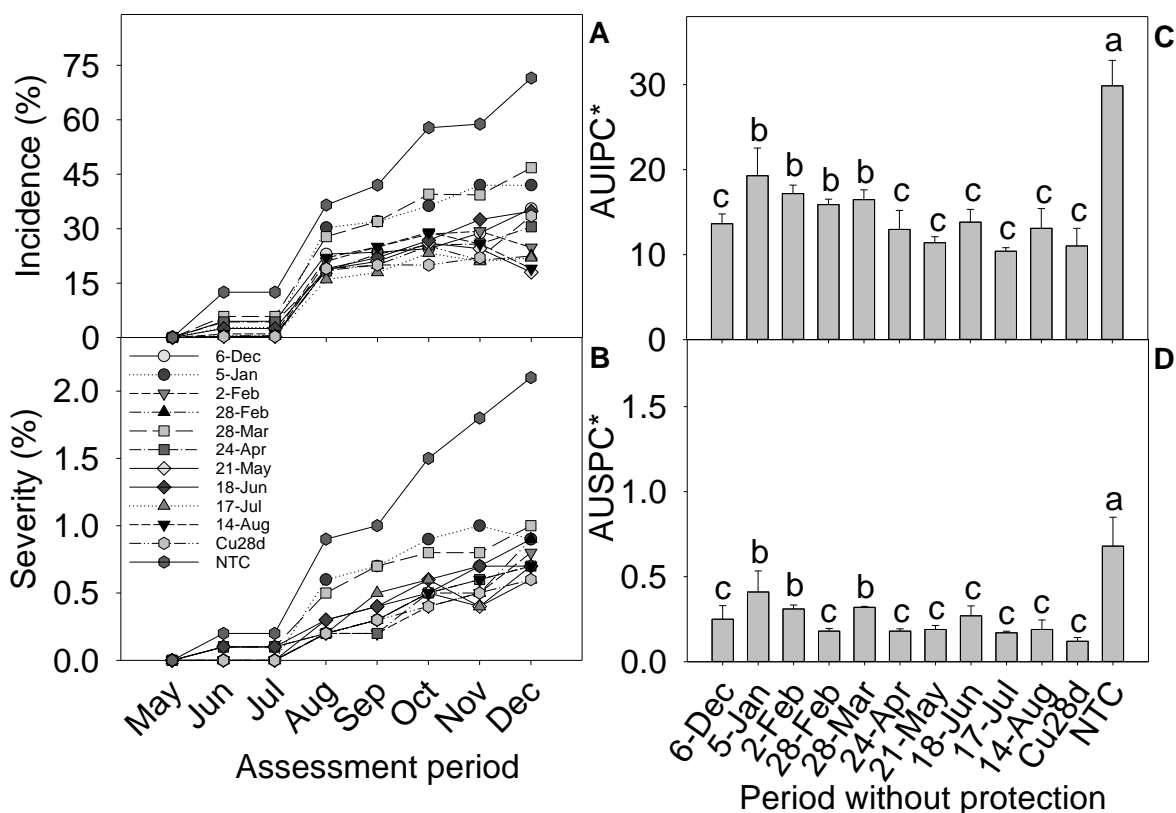 A
Incidence (%)
75
60
45
30
15
0
B
Severity (%)
2.0
1.5
1.0
0.5
0.0
6-Dec
5-Jan
2-Feb
28-Feb
28-Mar
24-Apr
21-May
18-Jun
17-Jul
14-Aug
Cu28d
NTC
May Jun Jul Aug Sep Oct Nov Dec
Assessment period
C
AUIPC*
30
20
10
0
c b b b b c c c c c c a
D
AUSPC*
1.5
1.0
0.5
0.0
c b b c b c c c c c c a
6-Dec 5-Jan 2-Feb 28-Feb 28-Mar 24-Apr 21-May 18-Jun 17-Jul 14-Aug Cu28d NTC
Period without protection